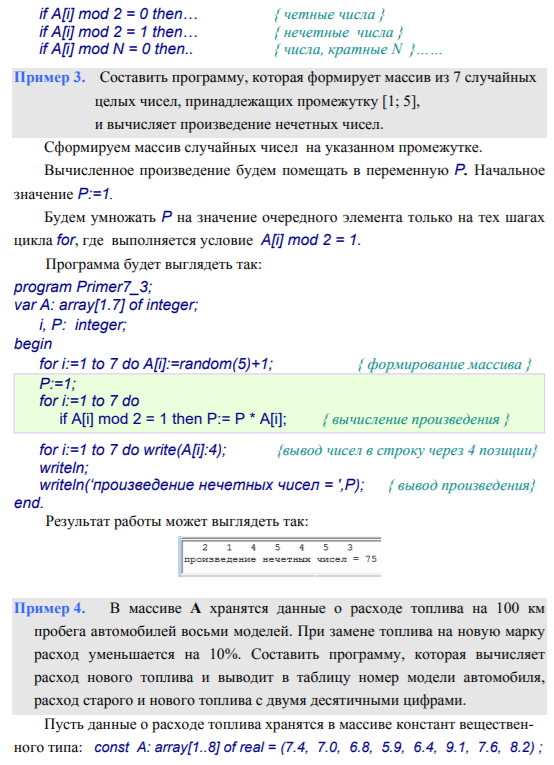 if A[i] mod 2 = 0 then… { четные числа }
if A[i] mod 2 = 1 then… { нечетные числа }
if A[i] mod N = 0 then.. { числа, кратные N }……
Пример 3. Составить программу, которая формирует массив из 7 случайных
целых чисел, принадлежащих промежутку [1; 5],
и вычисляет произведение нечетных чисел.
Сформируем массив случайных чисел на указанном промежутке.
Вычисленное произведение будем помещать в переменную P. Начальное
значение P:=1.
Будем умножать P на значение очередного элемента только на тех шагах
цикла for, где выполняется условие A[i] mod 2 = 1.
Программа будет выглядеть так:
program Primer7_3;
var A: array[1.7] of integer;
i, P: integer;
begin
for i:=1 to 7 do A[i]:=random(5)+1; { формирование массива }
P:=1;
for i:=1 to 7 do
if A[i] mod 2 = 1 then P:= P * A[i]; { вычисление произведения }
for i:=1 to 7 do write(A[i]:4); {вывод чисел в строку через 4 позиции}
writeln;
writeln(‘произведение нечетных чисел = ',P); { вывод произведения}
end.
Результат работы может выглядеть так:
2 1 4 5 4 5 3
произведение нечетных чисел = 75
Пример 4. В массиве A хранятся данные о расходе топлива на 100 км
пробега автомобилей восьми моделей. При замене топлива на новую марку
расход уменьшается на 10%. Составить программу, которая вычисляет
расход нового топлива и выводит в таблицу номер модели автомобиля,
расход старого и нового топлива с двумя десятичными цифрами.
Пусть данные о расходе топлива хранятся в массиве констант веществен-
ного типа: const A: array[1..8] of real = (7.4, 7.0, 6.8, 5.9, 6.4, 9.1, 7.6, 8.2) ;